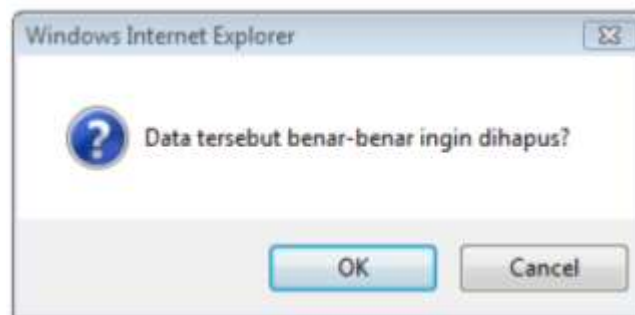 Windows Internet Explorer
Data tersebut benar-benar ingin dihapus?
OK
Cancel